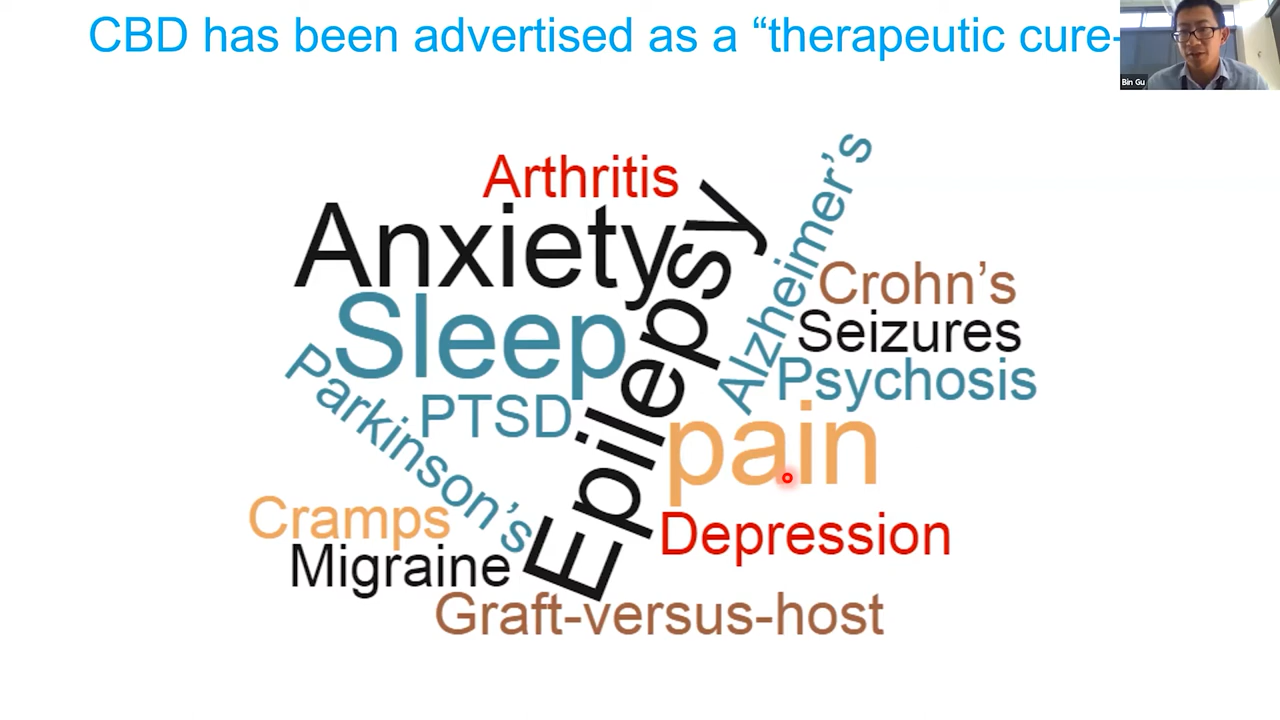 CBD has been advertised as a “therapeutic cure-
Bin Gu
Arthritis
Anxiety
Epilepsy
Alzheimer’s
Crohn’s
Sleep
Seizures
Parkinson’s
PTSD
Psychosis
pain
Cramps
Depression
Migraine
Graft-versus-host